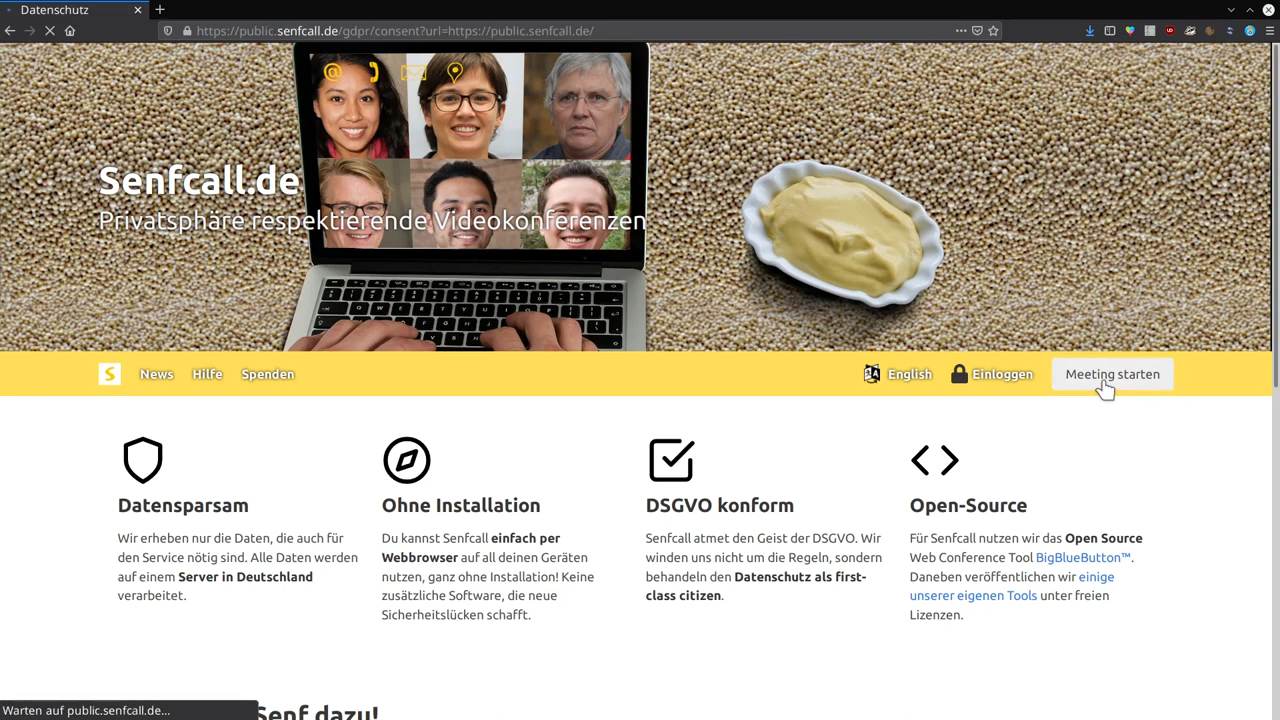 Datenschutz
https://public.senfcall.de/gdpr/consent?url=https://public.senfcall.de/
Senfcall.de
Privatsphäre respektierende Videokonferenzen
S News Hilfe Spenden English Einloggen Meeting starten
Datensparsam
Wir erheben nur die Daten, die auch für
den Service nötig sind. Alle Daten werden
auf einem Server in Deutschland
verarbeitet.
Ohne Installation
Du kannst Senfcall einfach per
Webbrowser auf all deinen Geräten
nutzen, ganz ohne Installation! Keine
zusätzliche Software, die neue
Sicherheitslücken schafft.
DSGVO konform
Senfcall atmet den Geist der DSGVO. Wir
winden uns nicht um die Regeln, sondern
behandeln den Datenschutz als first-
class citizen.
Open-Source
Für Senfcall nutzen wir das Open Source
Web Conference Tool BigBlueButton™.
Daneben veröffentlichen wir einige
unserer eigenen Tools unter freien
Lizenzen.
Senf dazu!
Warten auf public.senfcall.de...